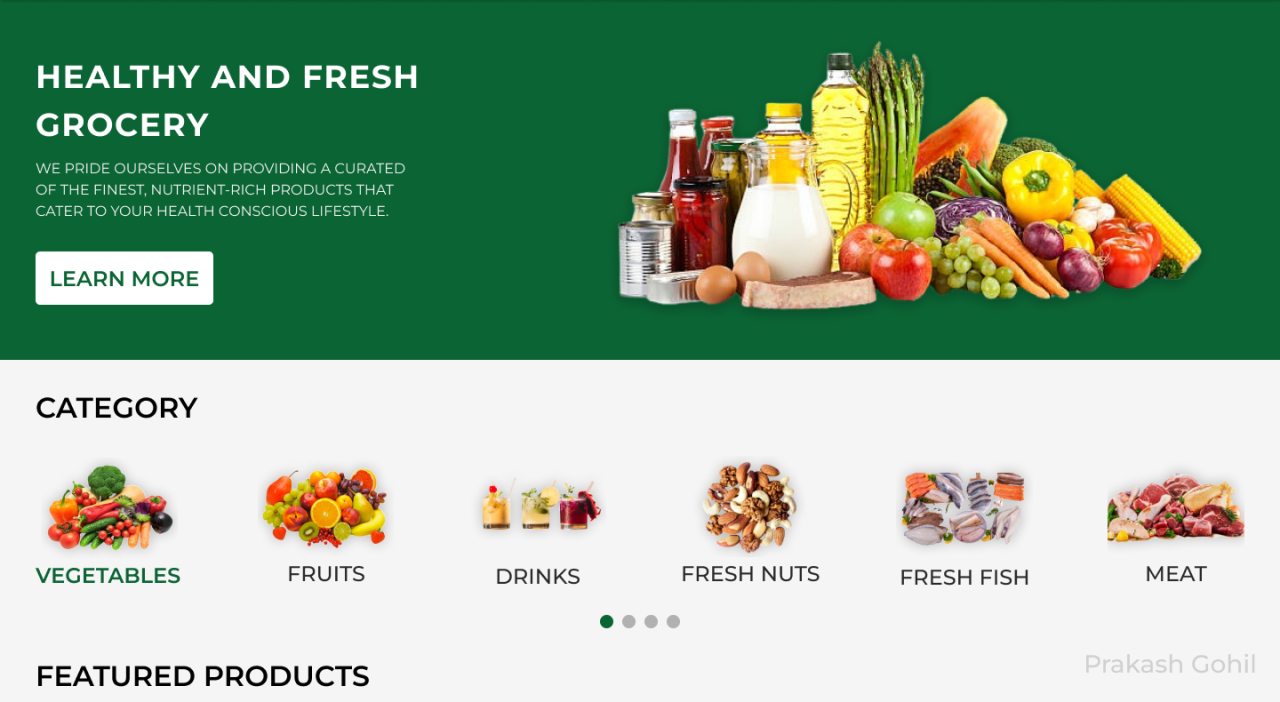 HEALTHY AND FRESH
GROCERY
WE PRIDE OURSELVES ON PROVIDING A CURATED
OF THE FINEST, NUTRIENT-RICH PRODUCTS THAT
CATER TO YOUR HEALTH CONSCIOUS LIFESTYLE.
LEARN MORE
CATEGORY
VEGETABLES
FRUITS
DRINKS
FRESH NUTS
FRESH FISH
MEAT
FEATURED PRODUCTS
Prakash Gohil